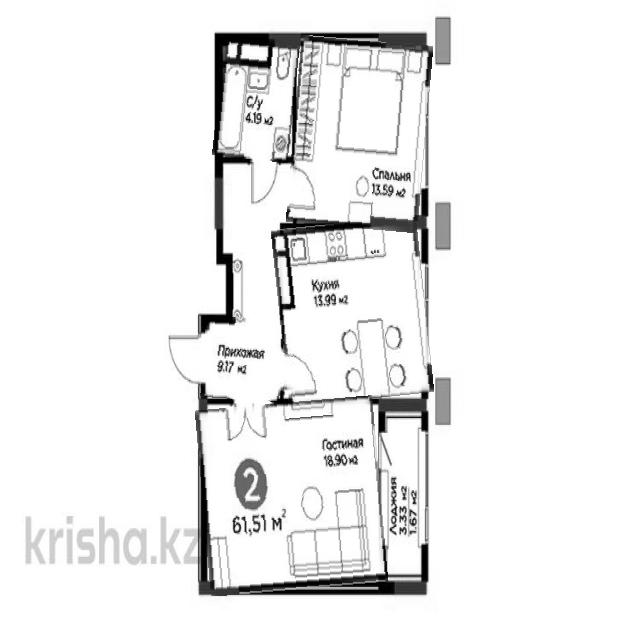 С/у
4.19 м2
Спальня
13.59 м2
Кухня
13.99 м2
Прихожая
9.17 м2
Гостиная
18.90 м2
2
61,51 м2
Лоджия
3.33 м2
1.67 м2
krisha.kz